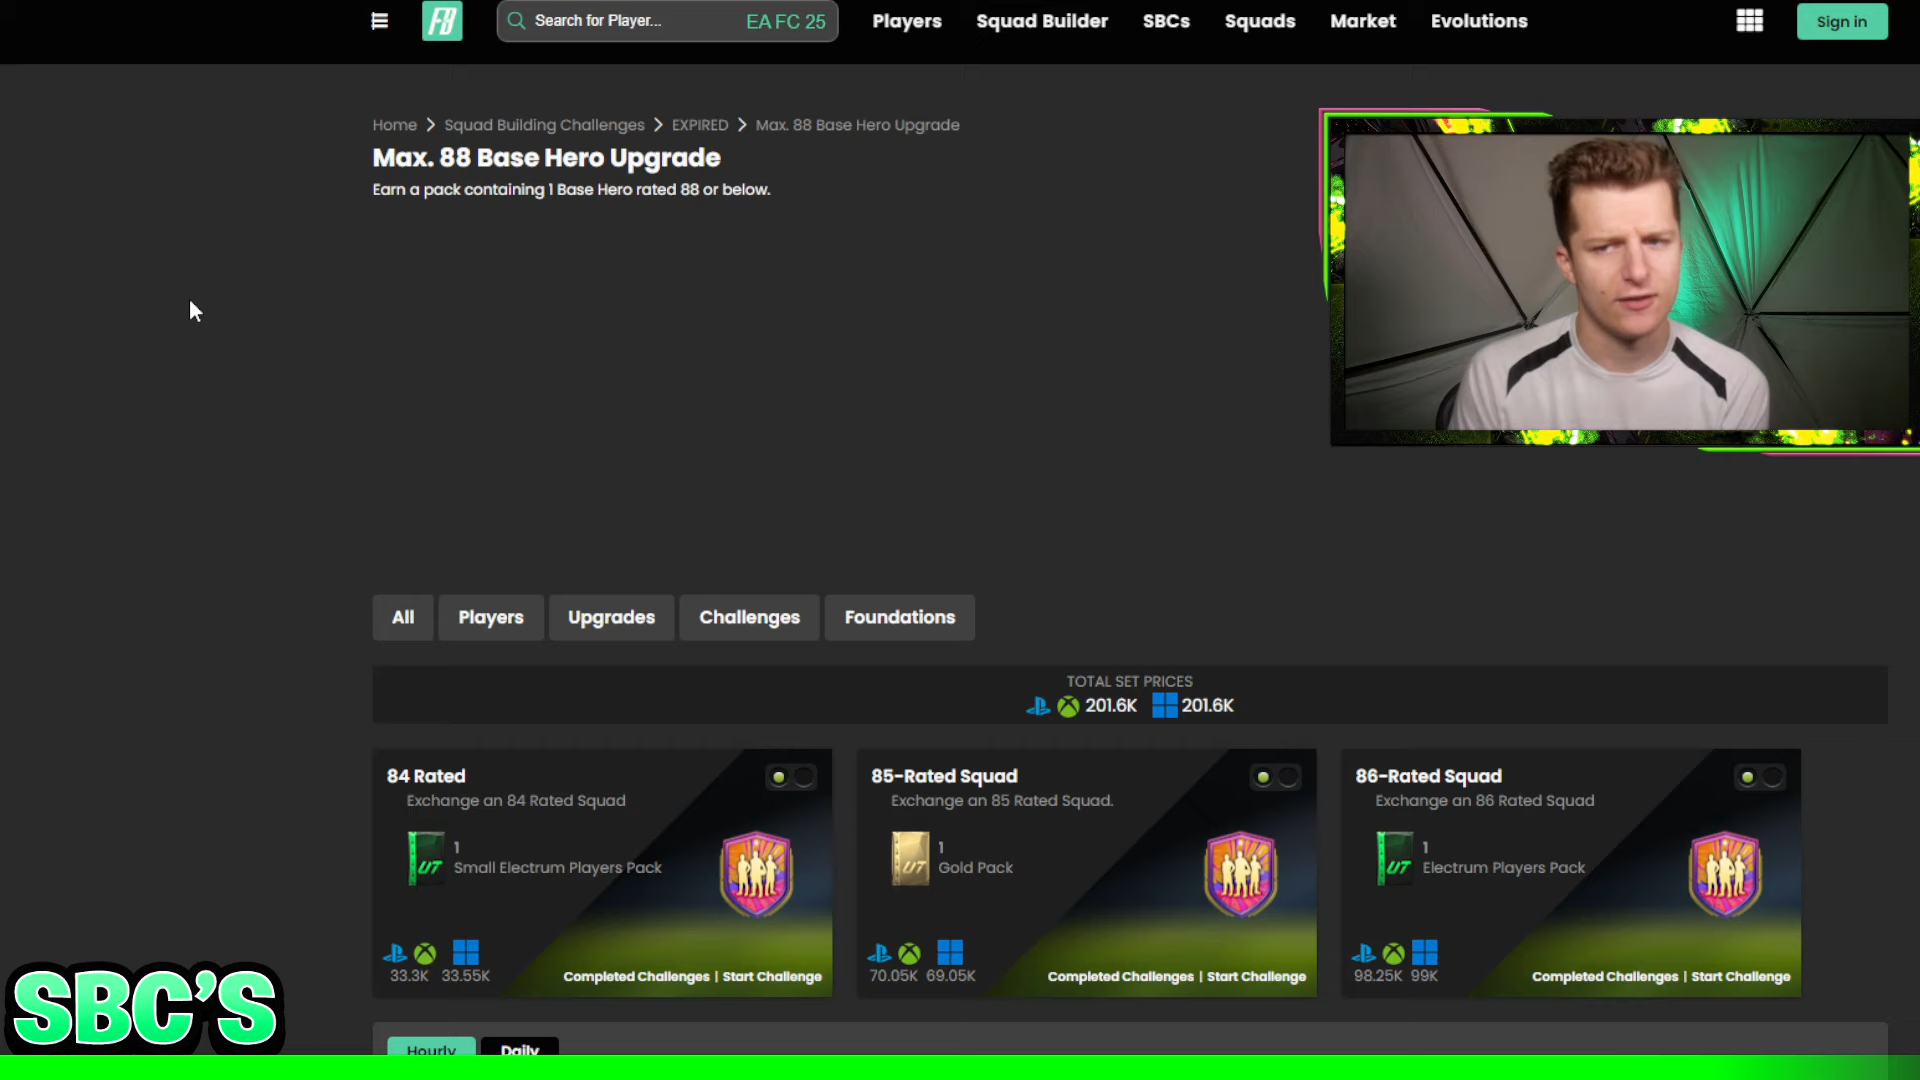 Search for Player... EA FC 25
Players
Squad Builder
SBCs
Squads
Market
Evolutions
Sign in
Home > Squad Building Challenges > EXPIRED > Max. 88 Base Hero Upgrade
Max. 88 Base Hero Upgrade
Earn a pack containing 1 Base Hero rated 88 or below.
All
Players
Upgrades
Challenges
Foundations
TOTAL SET PRICES
201.6K 201.6K
84 Rated
Exchange an 84 Rated Squad
1
UT
Small Electrum Players Pack
33.3K 33.55K
Completed Challenges | Start Challenge
85-Rated Squad
Exchange an 85 Rated Squad.
1
UT
Gold Pack
70.05K 69.05K
Completed Challenges | Start Challenge
86-Rated Squad
Exchange an 86 Rated Squad
1
UT
Electrum Players Pack
98.25K 99K
Completed Challenges | Start Challenge
SBC'S
Hourly
Daily